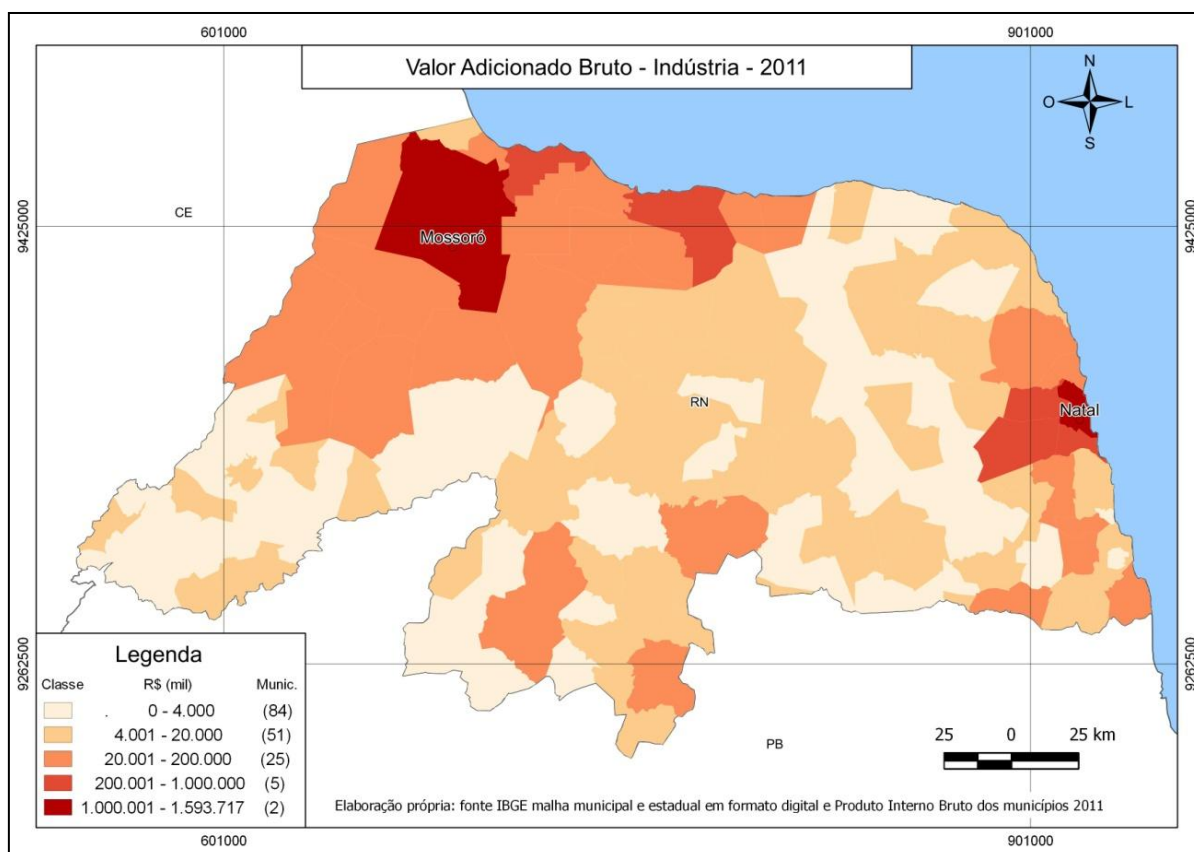 601000
901000
Valor Adicionado Bruto - Indústria - 2011
N
O
L
S
CE
9425000
9425000
Mossoró
RN
Natal
9262500
9262500
Legenda
Classe
R$ (mil)
Munic.
. 0 - 4.000 (84)
4.001 - 20.000 (51)
20.001 - 200.000 (25)
200.001 - 1.000.000 (5)
1.000.001 - 1.593.717 (2)
PB
25 0 25 km
Elaboração própria: fonte IBGE malha municipal e estadual em formato digital e Produto Interno Bruto dos municípios 2011
601000
901000